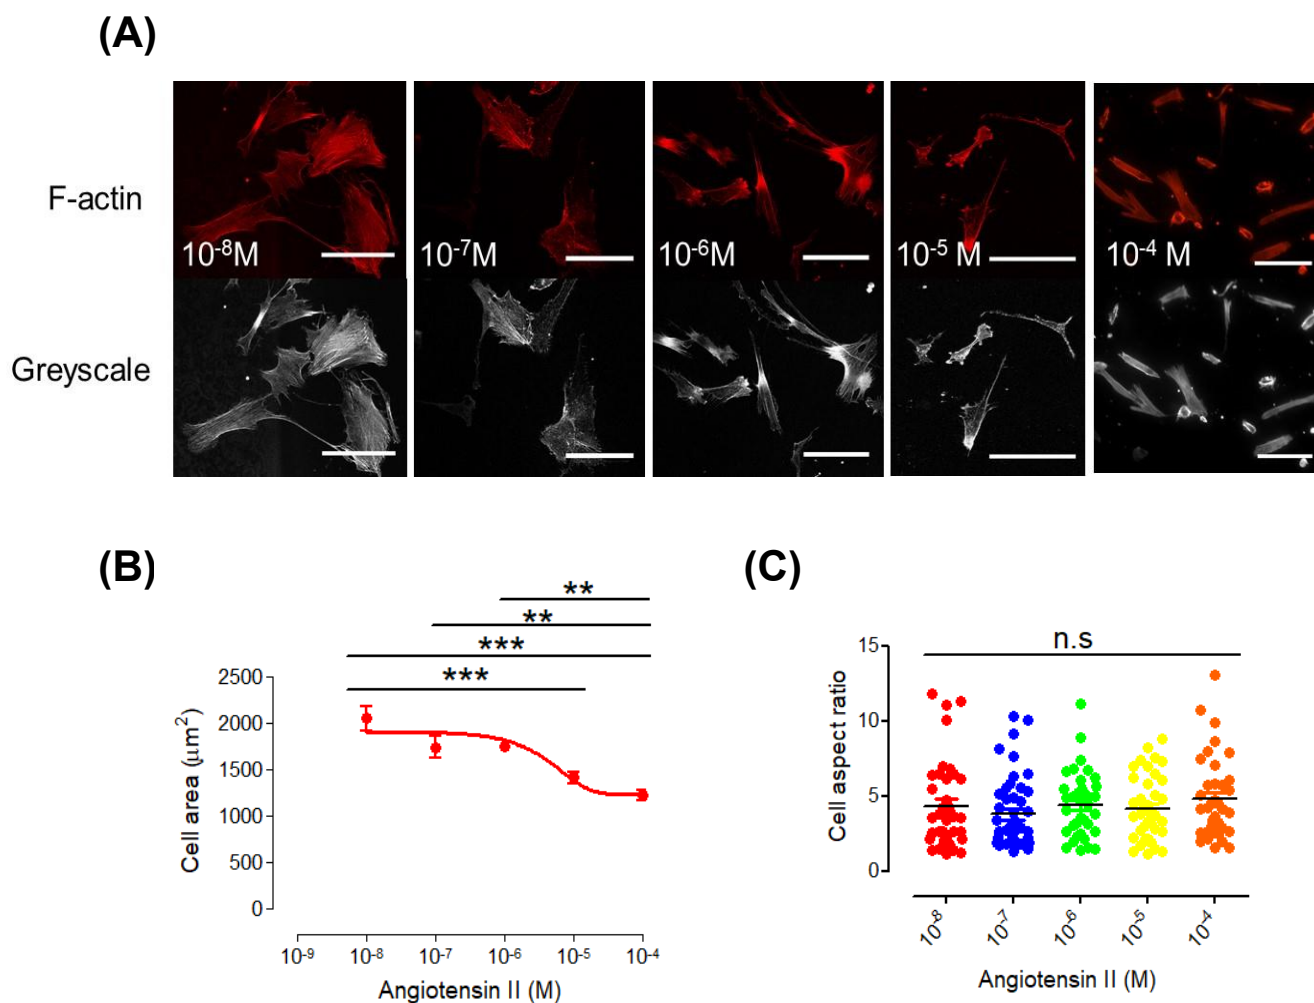 (A)
F-actin
10⁻⁸M
10⁻⁷M
10⁻⁶M
10⁻⁵ M
10⁻⁴ M
Greyscale
(B)
**
**
***
***
2500
2000
1500
1000
500
0
Cell area (μm²)
10⁻⁹
10⁻⁸
10⁻⁷
10⁻⁶
10⁻⁵
10⁻⁴
Angiotensin II (M)
(C)
n.s
15
10
5
0
Cell aspect ratio
10⁻⁸
10⁻⁷
10⁻⁶
10⁻⁵
10⁻⁴
Angiotensin II (M)